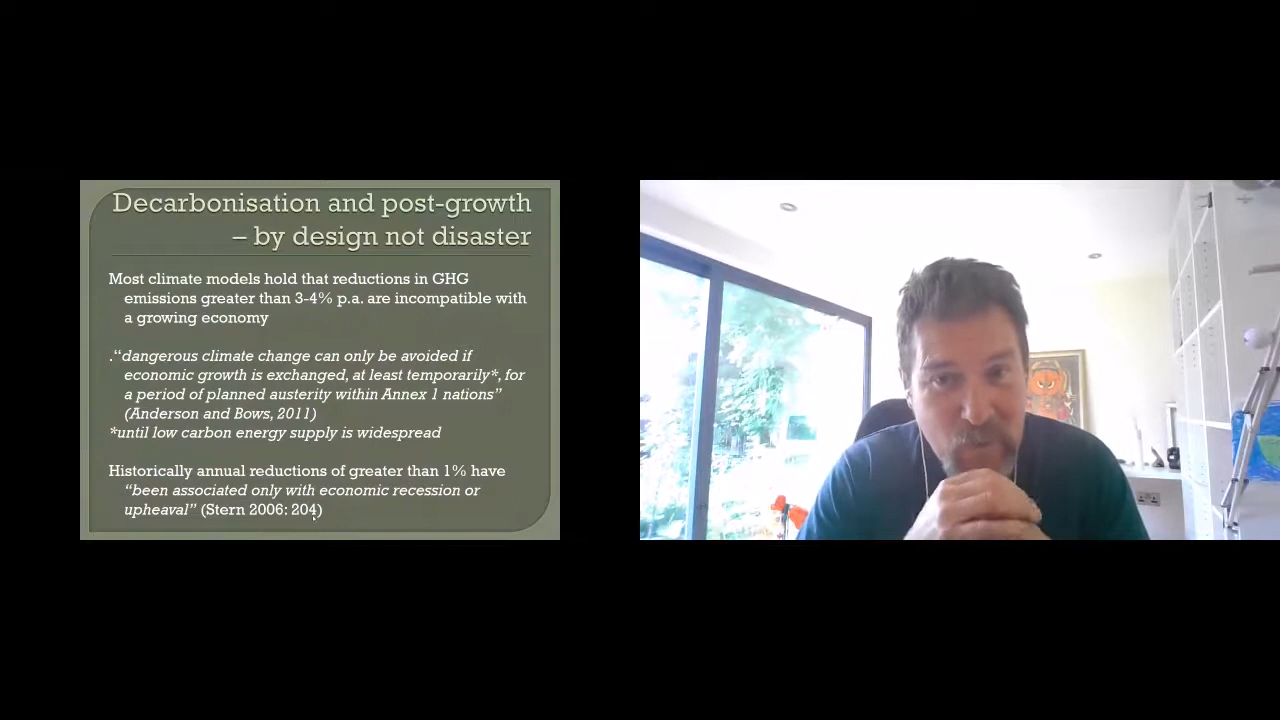 Decarbonisation and post-growth
– by design not disaster
Most climate models hold that reductions in GHG
emissions greater than 3-4% p.a. are incompatible with
a growing economy
.“dangerous climate change can only be avoided if
economic growth is exchanged, at least temporarily*, for
a period of planned austerity within Annex 1 nations”
(Anderson and Bows, 2011)
*until low carbon energy supply is widespread
Historically annual reductions of greater than 1% have
“been associated only with economic recession or
upheaval” (Stern 2006: 204)